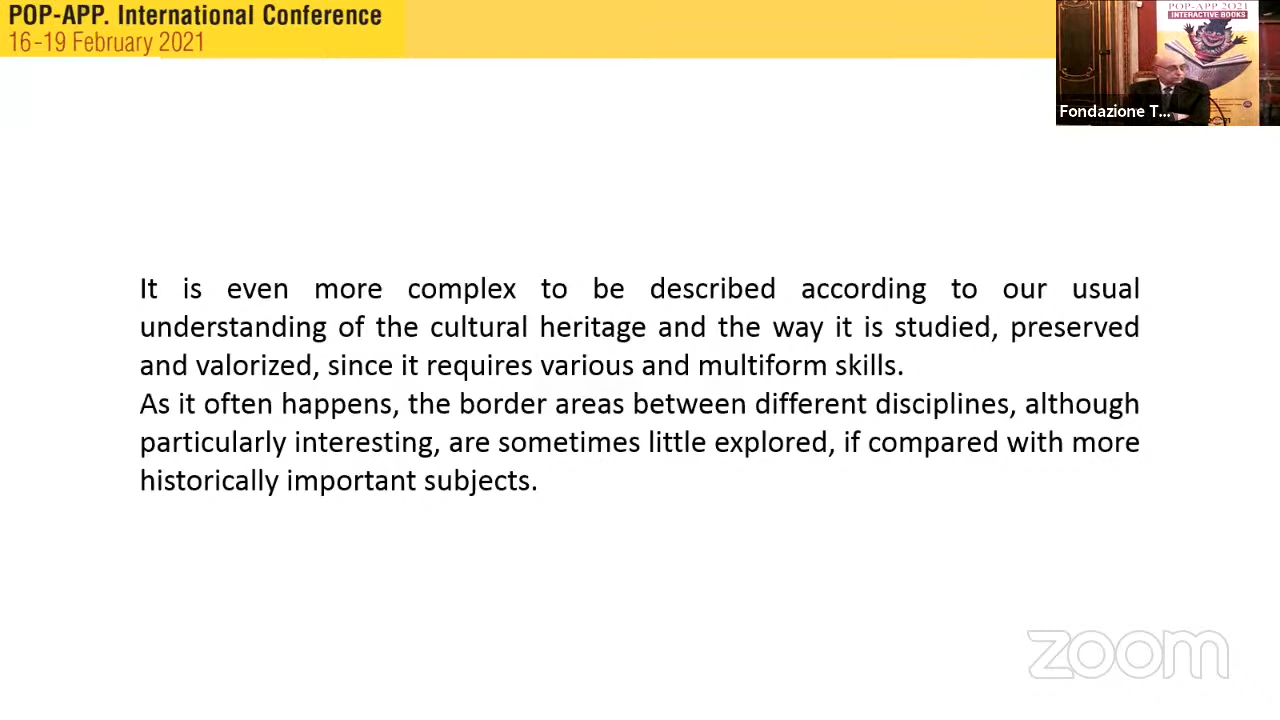 POP-APP. International Conference
16-19 February 2021
POP-APP 2021
INTERACTIVE BOOKS
Fondazione T...
It is even more complex to be described according to our usual
understanding of the cultural heritage and the way it is studied, preserved
and valorized, since it requires various and multiform skills.
As it often happens, the border areas between different disciplines, although
particularly interesting, are sometimes little explored, if compared with more
historically important subjects.
zoom